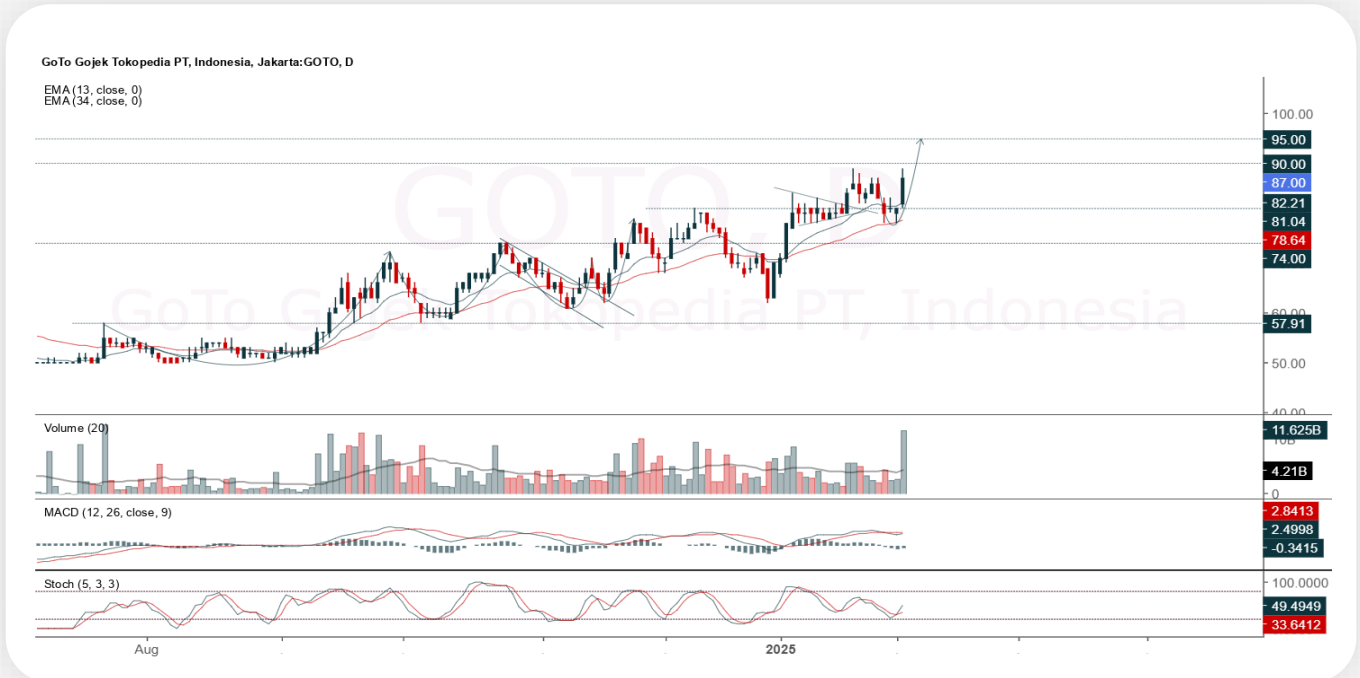 GoTo Gojek Tokopedia PT, Indonesia, Jakarta:GOTO, D
EMA (13, close, 0)
EMA (34, close, 0)
GOTO, D
GoTo Gojek Tokopedia PT, Indonesia
100.00
95.00
90.00
87.00
82.21
81.04
78.64
74.00
60.00
57.91
50.00
40.00
Volume (20)
11.625B
10B
4.21B
0
MACD (12, 26, close, 9)
2.8413
2.4998
-0.3415
Stoch (5, 3, 3)
100.0000
49.4949
33.6412
Aug
2025